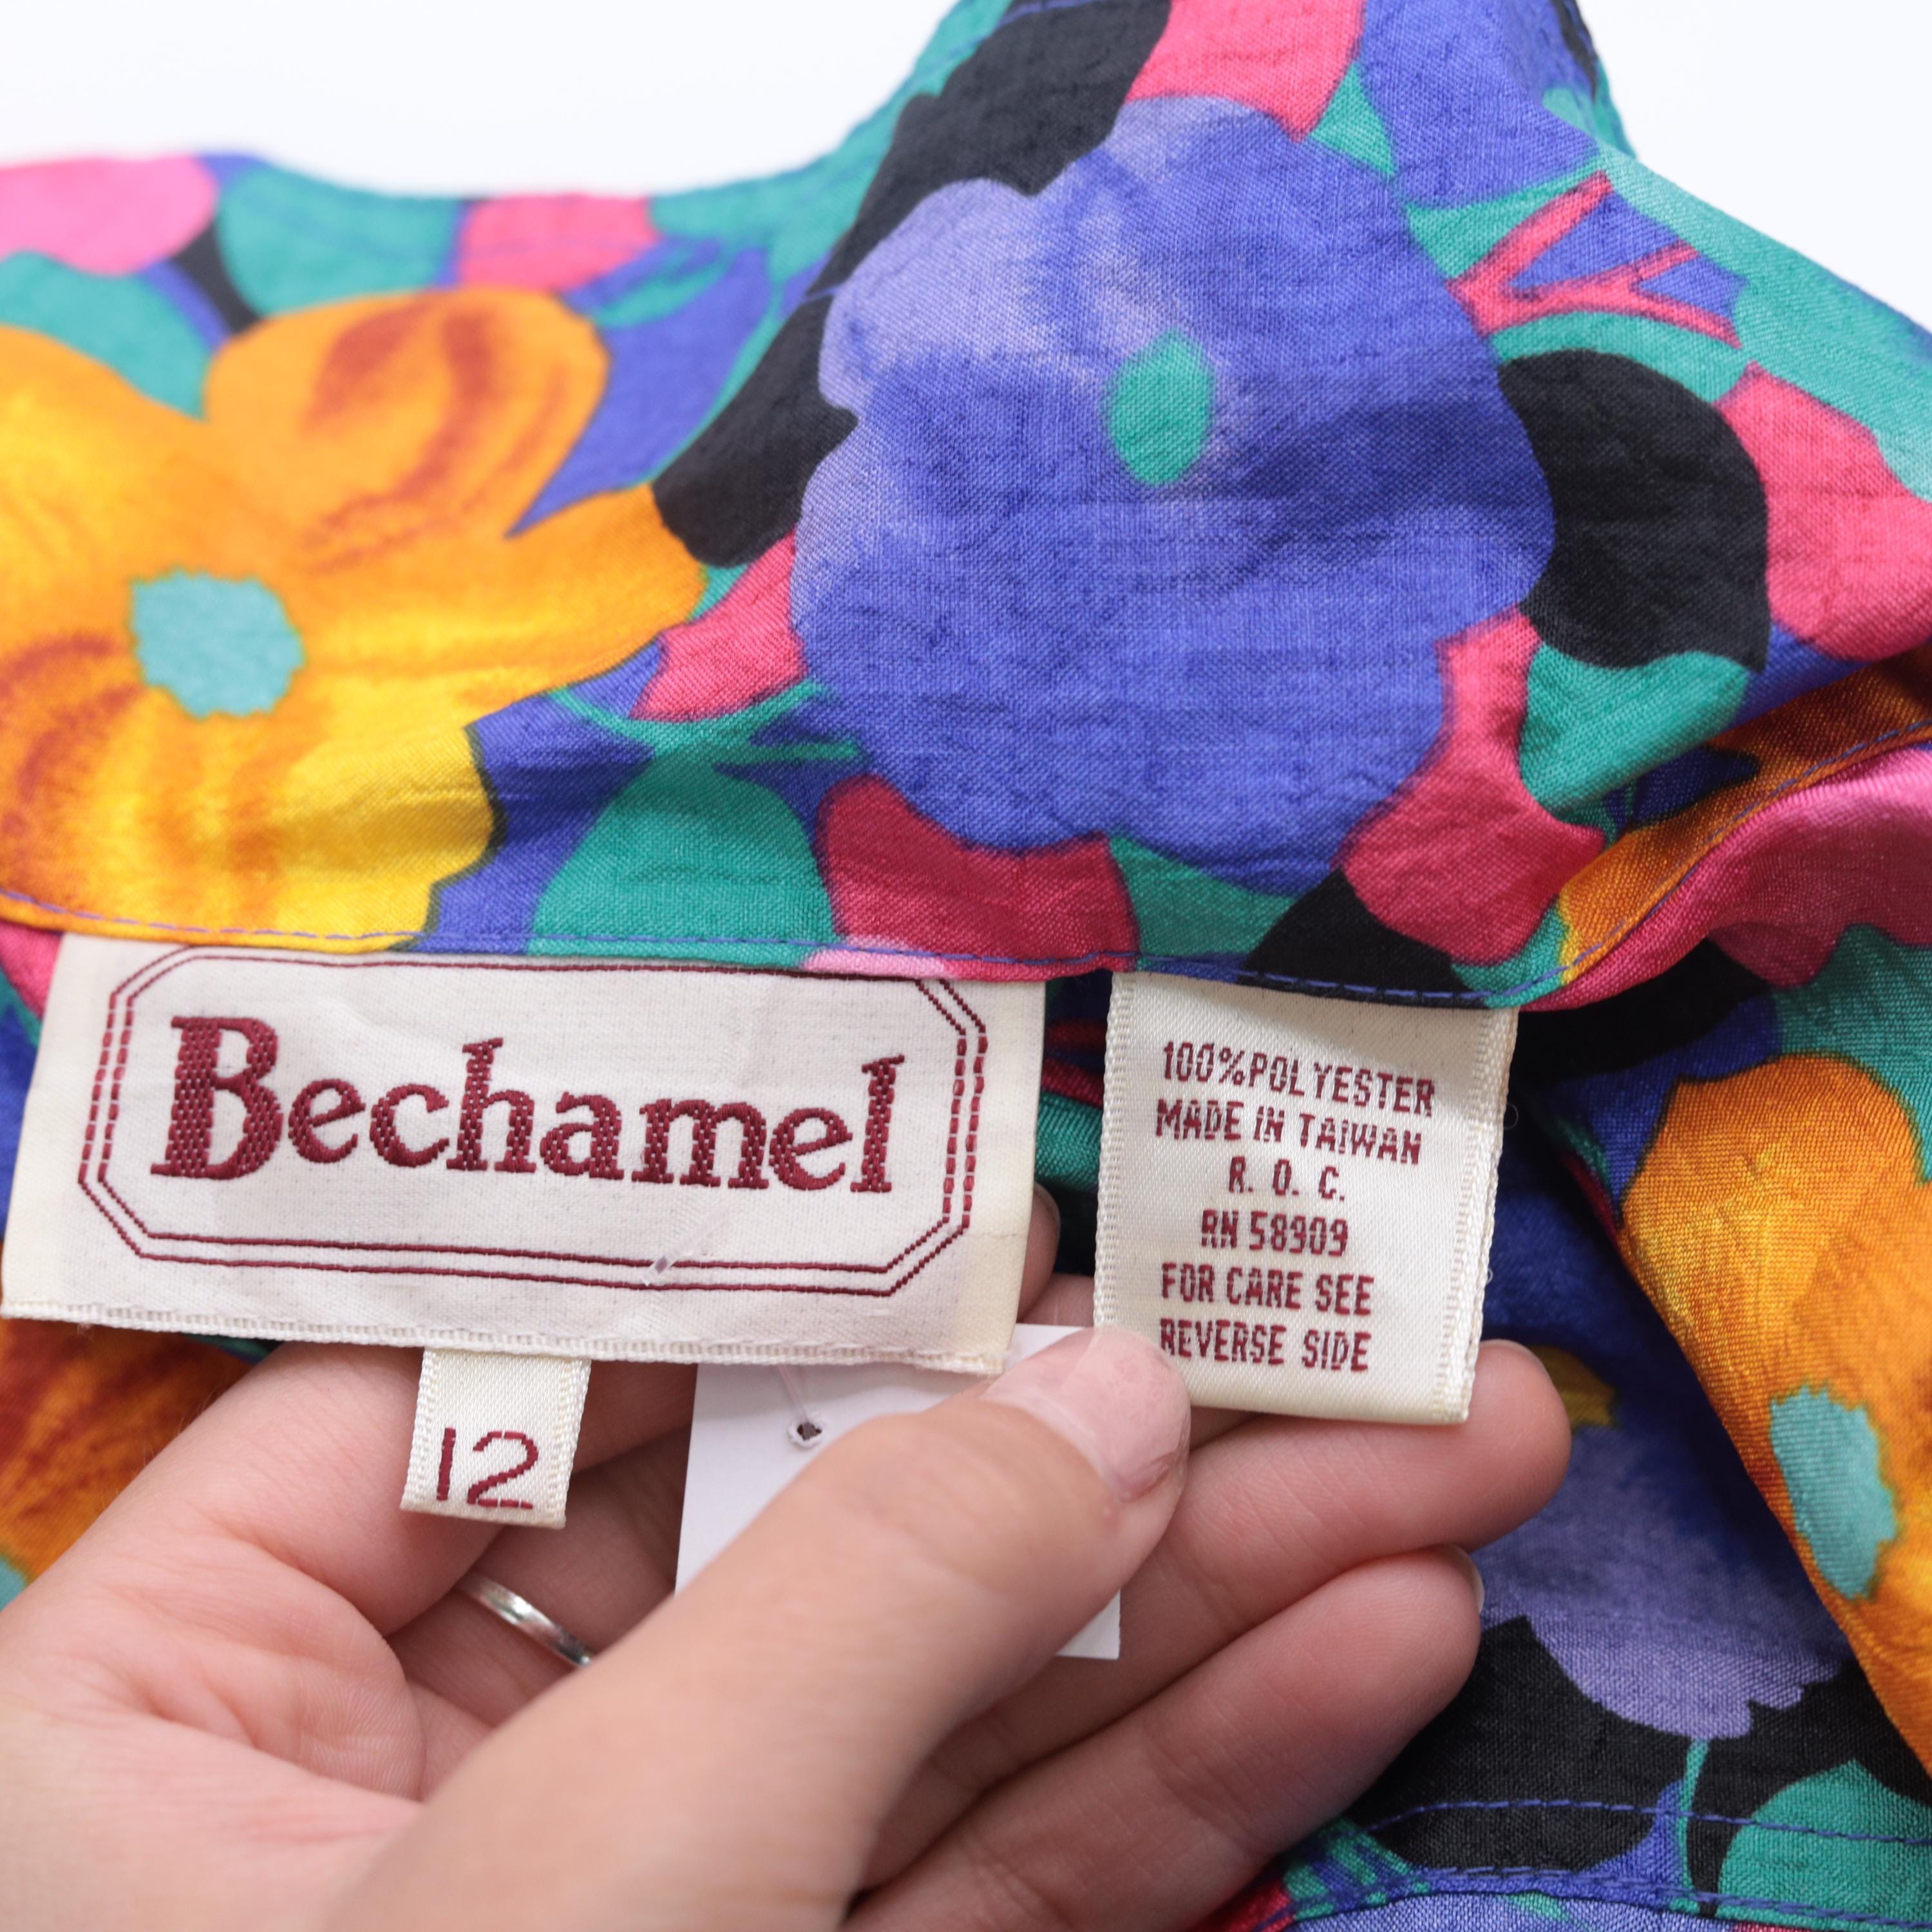 Bechamel
12
100% POLYESTER
MADE IN TAIWAN
R. O. C.
RN 58909
FOR CARE SEE
REVERSE SIDE